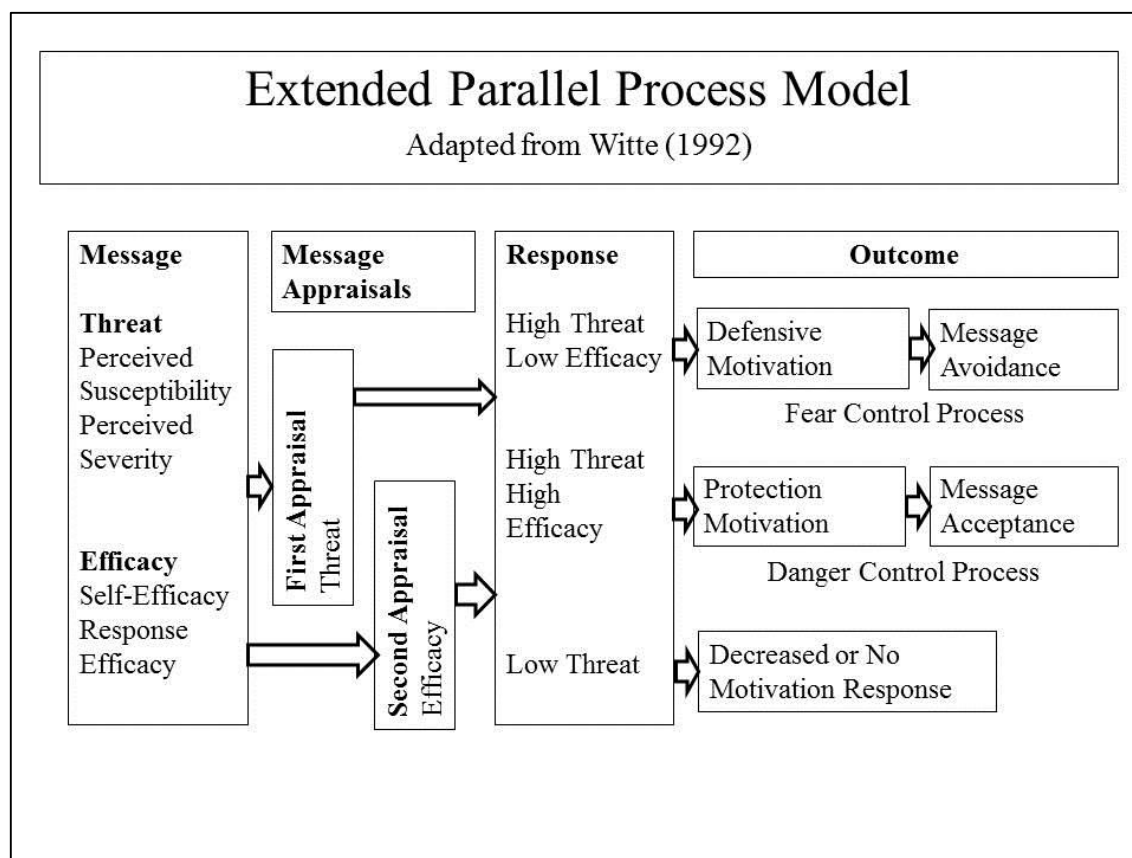 Extended Parallel Process Model
Adapted from Witte (1992)
Message
Threat
Perceived
Susceptibility
Perceived
Severity
Efficacy
Self-Efficacy
Response
Efficacy
Message
Appraisals
First Appraisal
Threat
Second Appraisal
Efficacy
Response
High Threat
Low Efficacy
High Threat
High
Efficacy
Low Threat
Outcome
Defensive
Motivation
Message
Avoidance
Fear Control Process
Protection
Motivation
Message
Acceptance
Danger Control Process
Decreased or No
Motivation Response